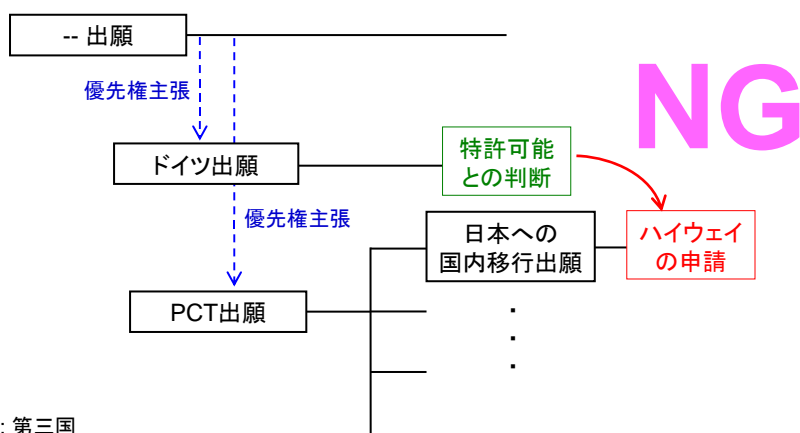 -- 出願
優先権主張
NG
ドイツ出願
特許可能
との判断
優先権主張
日本への
国内移行出願
ハイウェイ
の申請
PCT出願
・
・
・
: 第三国